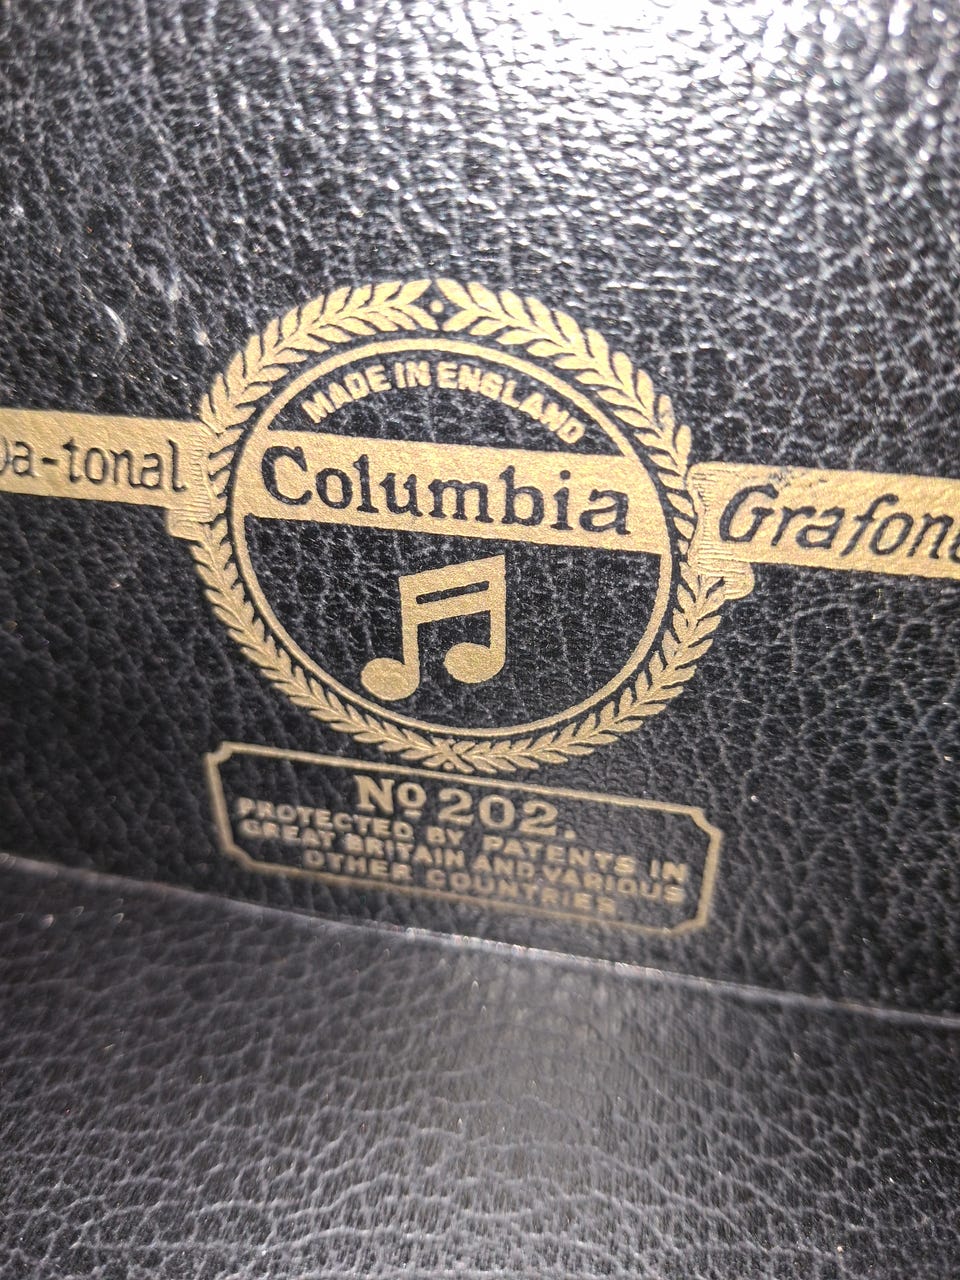 MADE IN ENGLAND
a-tonal Columbia Grafon
No 202.
PROTECTED BY PATENTS IN
GREAT BRITAIN AND VARIOUS
OTHER COUNTRIES